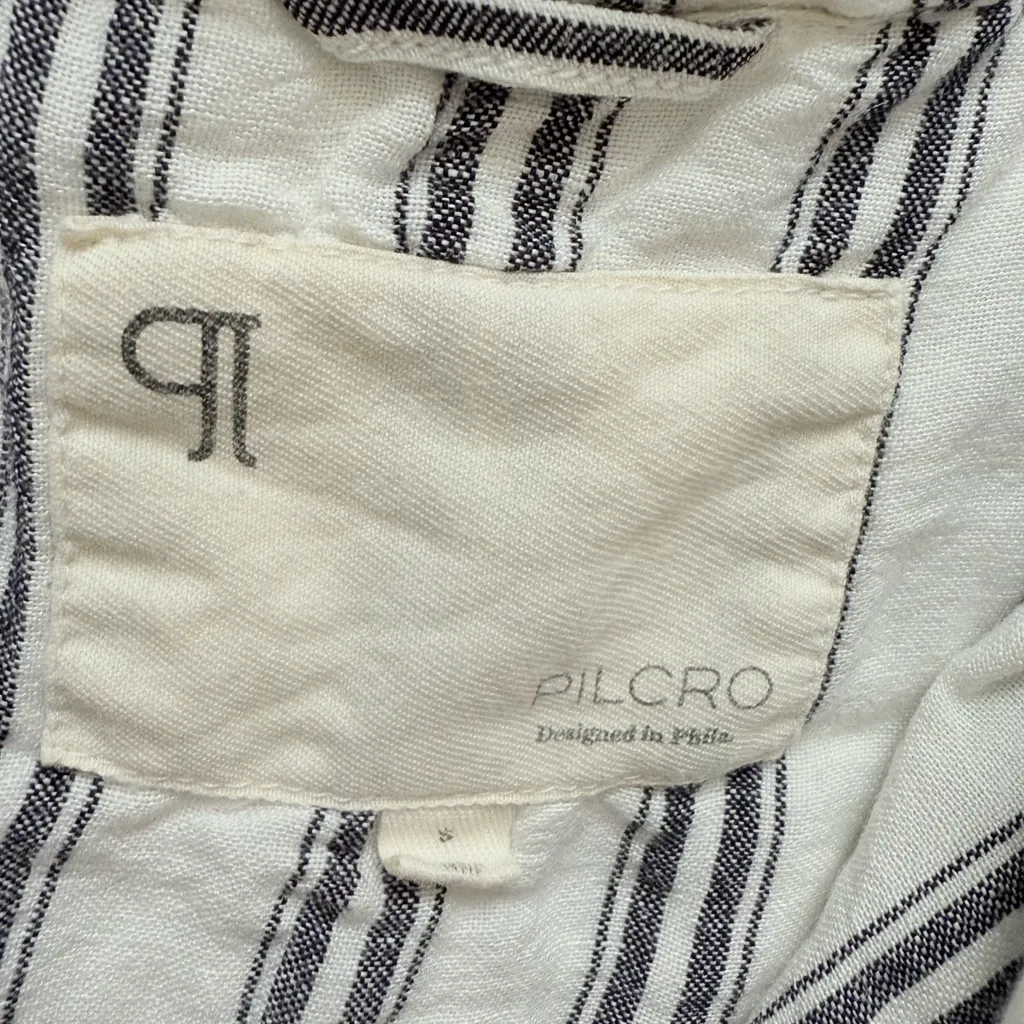 ¶
PILCRO
Designed in Phila.
S